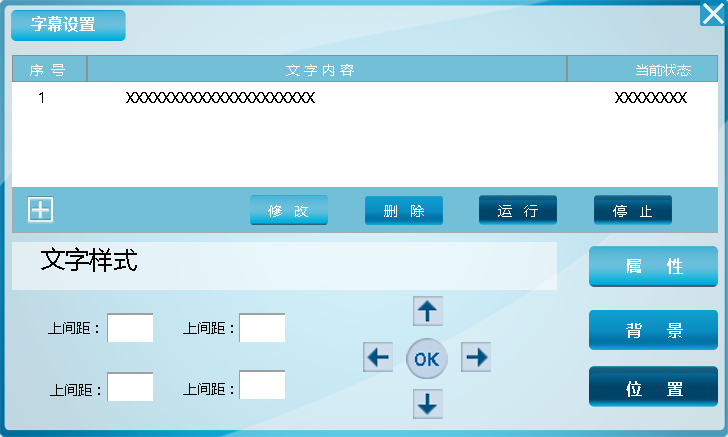 字幕设置
序 号 文 字 内 容 当前状态
1 XXXXXXXXXXXXXXXXXXXXX XXXXXXXX
修 改 删 除 运 行 停 止
文字样式
属 性
上间距： 上间距：
背 景
OK
上间距： 上间距：
位 置